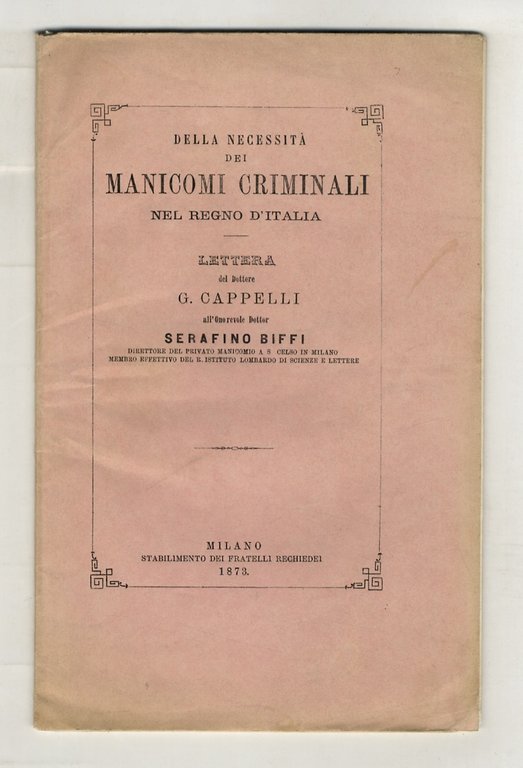 DELLA NECESSITÀ
DEI
MANICOMI CRIMINALI
NEL REGNO D'ITALIA
LETTERA
del Dottore
G. CAPPELLI
all'Onorevole Dottor
SERAFINO BIFFI
DIRETTORE DEL PRIVATO MANICOMIO A S. CELSO IN MILANO
MEMBRO EFFETTIVO DEL R. ISTITUTO LOMBARDO DI SCIENZE E LETTERE
MILANO
STABILIMENTO DEI FRATELLI RECHIEDEI
1873.